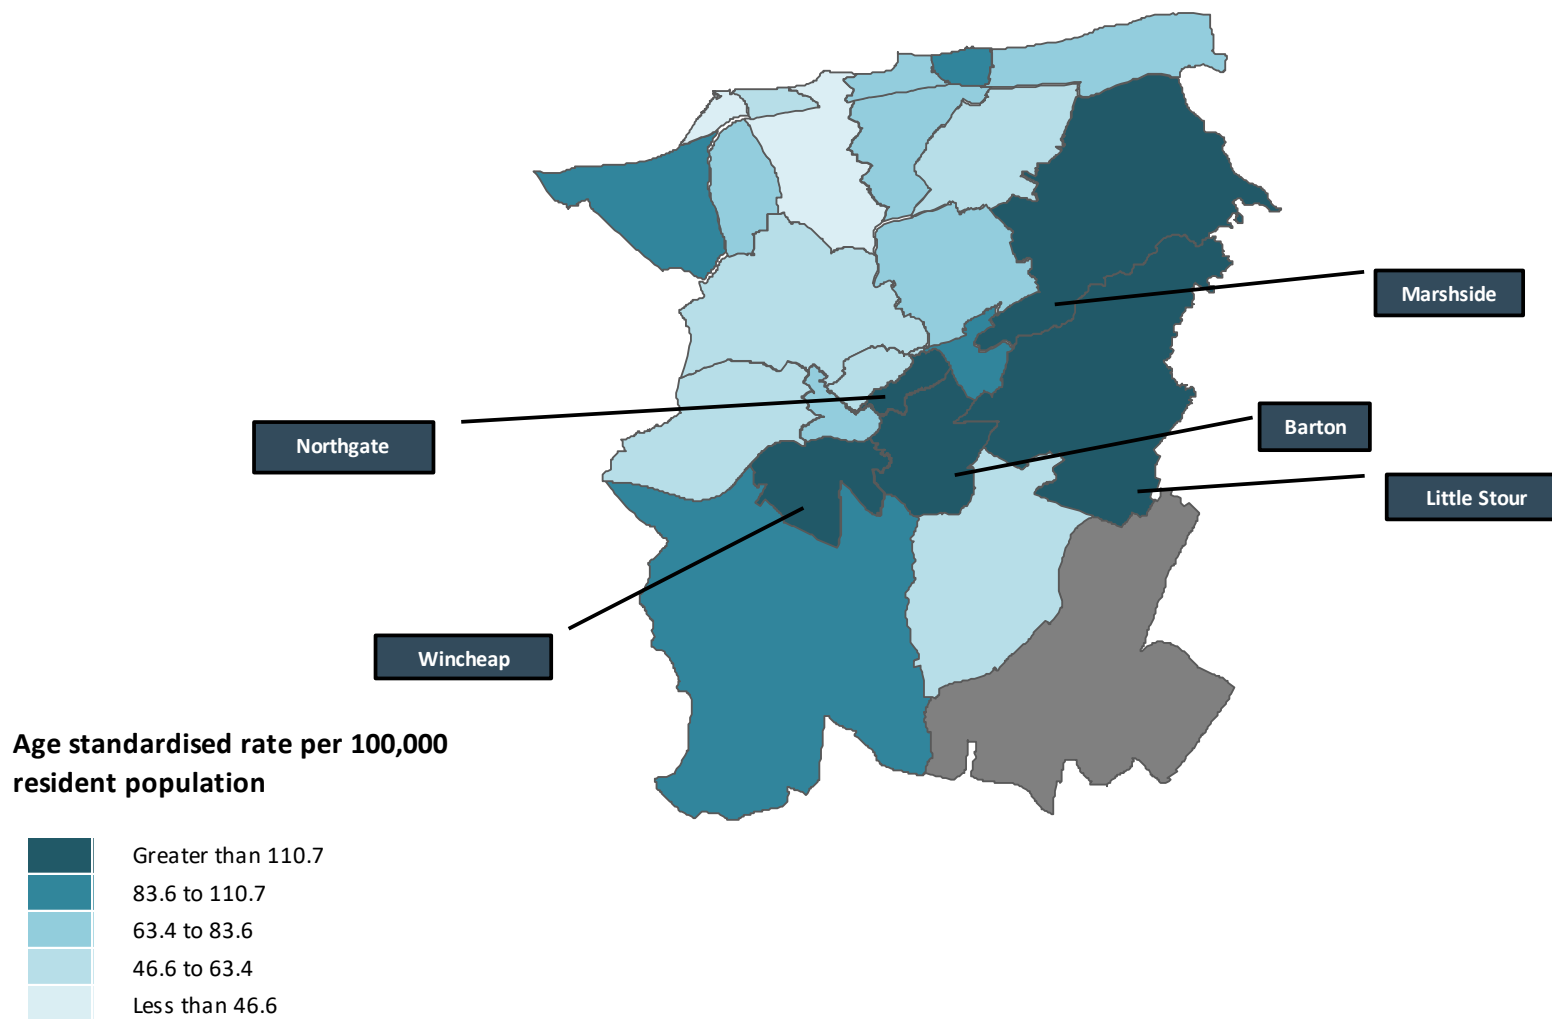 Marshside
Northgate
Barton
Little Stour
Wincheap
Age standardised rate per 100,000
resident population
Greater than 110.7
83.6 to 110.7
63.4 to 83.6
46.6 to 63.4
Less than 46.6